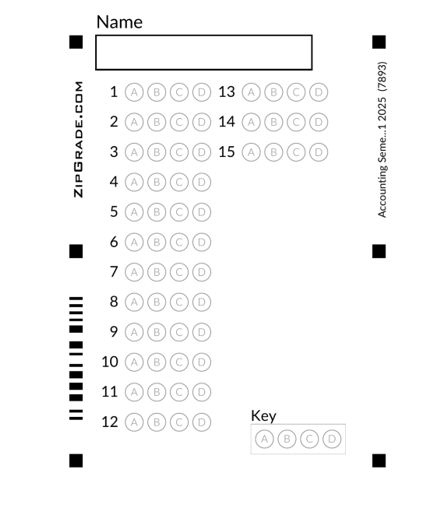 Name
ZipGrade.com
Accounting Seme...1 2025 (7893)
1 A B C D 13 A B C D
2 A B C D 14 A B C D
3 A B C D 15 A B C D
4 A B C D
5 A B C D
6 A B C D
7 A B C D
8 A B C D
9 A B C D
10 A B C D
11 A B C D
12 A B C D
Key
A B C D